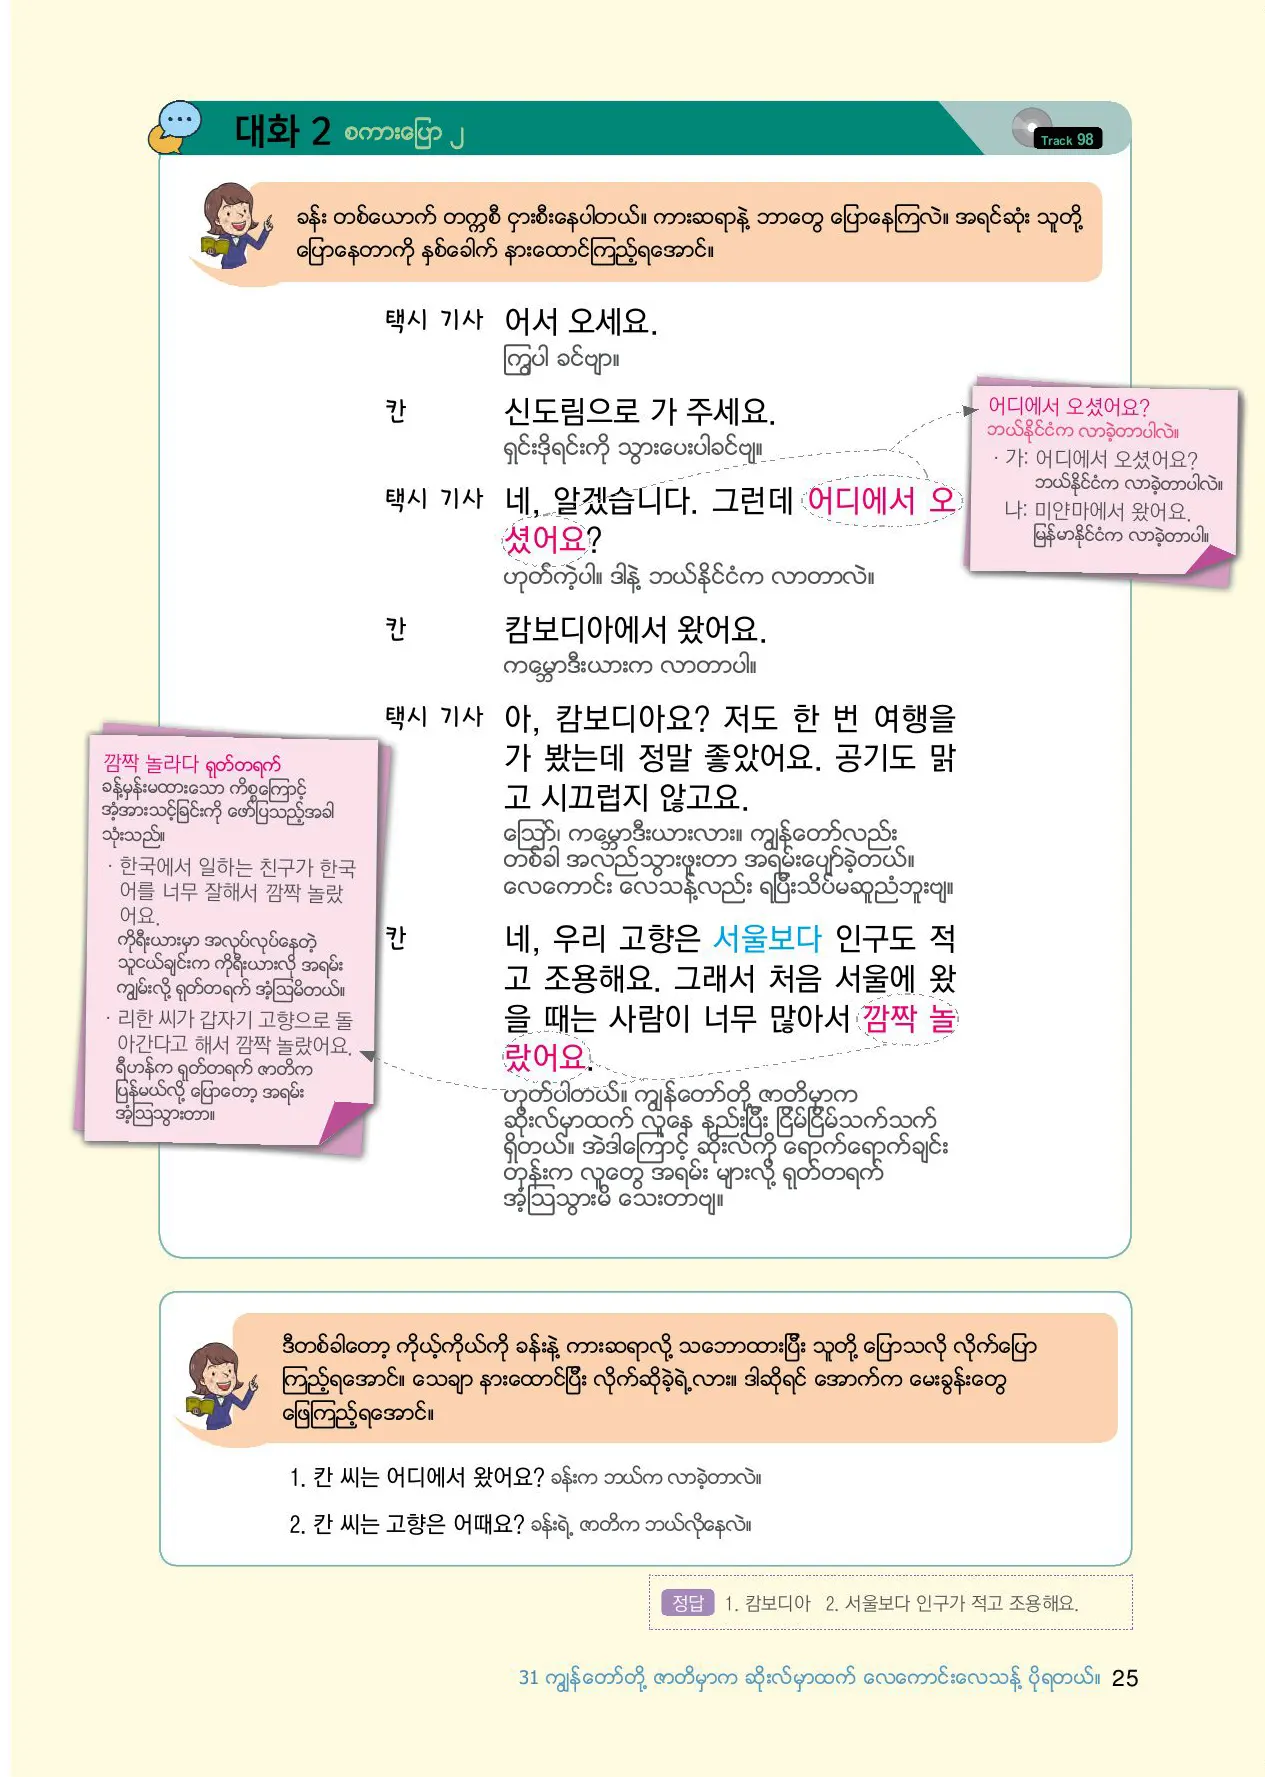 대화 2 စကားပြော ၂
Track 98
ခန်း တစ်ယောက် တက္ကစီ ငှားစီးနေပါတယ်။ ကားဆရာနဲ့ ဘာတွေ ပြောနေကြလဲ။ အရင်ဆုံး သူတို့
ပြောနေတာကို နှစ်ခေါက် နားထောင်ကြည့်ရအောင်။
택시 기사 어서 오세요.
ကြွပါ ခင်ဗျာ။
칸 신도림으로 가 주세요.
ရှင်းဒိုရင်းကို သွားပေးပါခင်ဗျ။
택시 기사 네, 알겠습니다. 그런데 어디에서 오
셨어요?
ဟုတ်ကဲ့ပါ။ ဒါနဲ့ ဘယ်နိုင်ငံက လာတာလဲ။
칸 캄보디아에서 왔어요.
ကမ္ဘောဒီးယားက လာတာပါ။
택시 기사 아, 캄보디아요? 저도 한 번 여행을
가 봤는데 정말 좋았어요. 공기도 맑
고 시끄럽지 않고요.
ဪ၊ ကမ္ဘောဒီးယားလား။ ကျွန်တော်လည်း
တစ်ခါ အလည်သွားဖူးတာ အရမ်းပျော်ခဲ့တယ်။
လေကောင်း လေသန့်လည်း ရပြီးသိပ်မဆူညံဘူးဗျ။
칸 네, 우리 고향은 서울보다 인구도 적
고 조용해요. 그래서 처음 서울에 왔
을 때는 사람이 너무 많아서 깜짝 놀
랐어요.
ဟုတ်ပါတယ်။ ကျွန်တော်တို့ ဇာတိမှာက
ဆိုးလ်မှာထက် လူနေ နည်းပြီး ငြိမ်ငြိမ်သက်သက်
ရှိတယ်။ အဲဒါကြောင့် ဆိုးလ်ကို ရောက်ရောက်ချင်း
တုန်းက လူတွေ အရမ်း များလို့ ရုတ်တရက်
အံ့ဩသွားမိ သေးတာဗျ။
어디에서 오셨어요?
ဘယ်နိုင်ငံက လာခဲ့တာပါလဲ။
· 가: 어디에서 오셨어요?
ဘယ်နိုင်ငံက လာခဲ့တာပါလဲ။
나: 미얀마에서 왔어요.
မြန်မာနိုင်ငံက လာခဲ့တာပါ။
깜짝 놀라다 ရုတ်တရက်
ခန့်မှန်းမထားသော ကိစ္စကြောင့်
အံ့အားသင့်ခြင်းကို ဖော်ပြသည့်အခါ
သုံးသည်။
· 한국에서 일하는 친구가 한국
어를 너무 잘해서 깜짝 놀랐
어요.
ကိုရီးယားမှာ အလုပ်လုပ်နေတဲ့
သူငယ်ချင်းက ကိုရီးယားလို အရမ်း
ကျွမ်းလို့ ရုတ်တရက် အံ့ဩမိတယ်။
· 리한 씨가 갑자기 고향으로 돌
아간다고 해서 깜짝 놀랐어요.
ရီဟန်က ရုတ်တရက် ဇာတိက
ပြန်မယ်လို့ ပြောတော့ အရမ်း
အံ့ဩသွားတာ။
ဒီတစ်ခါတော့ ကိုယ့်ကိုယ်ကို ခန်းနဲ့ ကားဆရာလို့ သဘောထားပြီး သူတို့ ပြောသလို လိုက်ပြော
ကြည့်ရအောင်။ သေချာ နားထောင်ပြီး လိုက်ဆိုခဲ့ရဲ့လား။ ဒါဆိုရင် အောက်က မေးခွန်းတွေ
ဖြေကြည့်ရအောင်။
1. 칸 씨는 어디에서 왔어요? ခန်းက ဘယ်က လာခဲ့တာလဲ။
2. 칸 씨는 고향은 어때요? ခန်းရဲ့ ဇာတိက ဘယ်လိုနေလဲ။
정답 1. 캄보디아 2. 서울보다 인구가 적고 조용해요.
31 ကျွန်တော်တို့ ဇာတိမှာက ဆိုးလ်မှာထက် လေကောင်းလေသန့် ပိုရတယ်။ 25